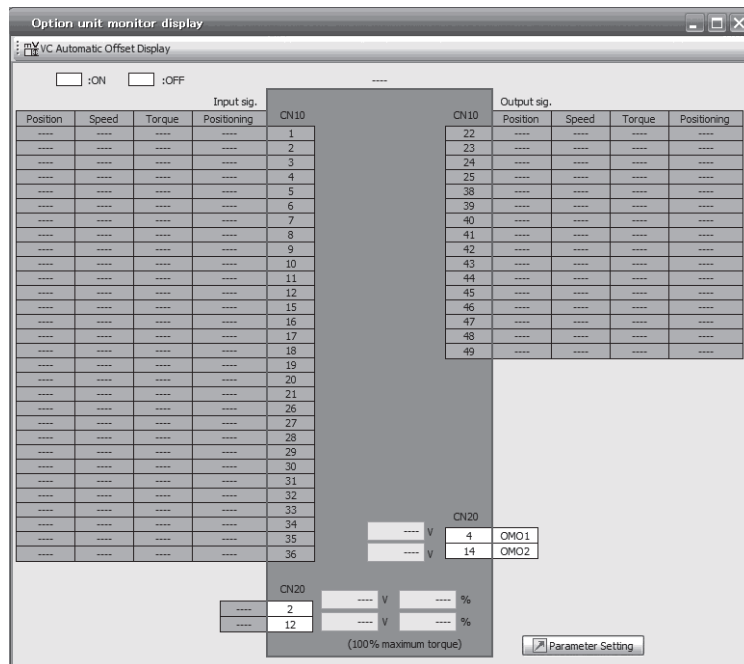 Option unit monitor display
VC Automatic Offset Display
:ON :OFF ----
Input sig. Output sig.
Position Speed Torque Positioning CN10 CN10 Position Speed Torque Positioning
---- ---- ---- ---- 1 22 ---- ---- ---- ----
---- ---- ---- ---- 2 23 ---- ---- ---- ----
---- ---- ---- ---- 3 24 ---- ---- ---- ----
---- ---- ---- ---- 4 25 ---- ---- ---- ----
---- ---- ---- ---- 5 38 ---- ---- ---- ----
---- ---- ---- ---- 6 39 ---- ---- ---- ----
---- ---- ---- ---- 7 40 ---- ---- ---- ----
---- ---- ---- ---- 8 41 ---- ---- ---- ----
---- ---- ---- ---- 9 42 ---- ---- ---- ----
---- ---- ---- ---- 10 43 ---- ---- ---- ----
---- ---- ---- ---- 11 44 ---- ---- ---- ----
---- ---- ---- ---- 12 45 ---- ---- ---- ----
---- ---- ---- ---- 15 46 ---- ---- ---- ----
---- ---- ---- ---- 16 47 ---- ---- ---- ----
---- ---- ---- ---- 17 48 ---- ---- ---- ----
---- ---- ---- ---- 18 49 ---- ---- ---- ----
---- ---- ---- ---- 19
---- ---- ---- ---- 20
---- ---- ---- ---- 21
---- ---- ---- ---- 26
---- ---- ---- ---- 27
---- ---- ---- ---- 28
---- ---- ---- ---- 29
---- ---- ---- ---- 30
---- ---- ---- ---- 31
---- ---- ---- ---- 32
---- ---- ---- ---- 33
---- ---- ---- ---- 34 CN20
---- ---- ---- ---- 35 ---- V 4 OMO1
---- ---- ---- ---- 36 ---- V 14 OMO2
CN20
---- 2 ---- V ---- %
---- 12 ---- V ---- %
(100% maximum torque)
Parameter Setting